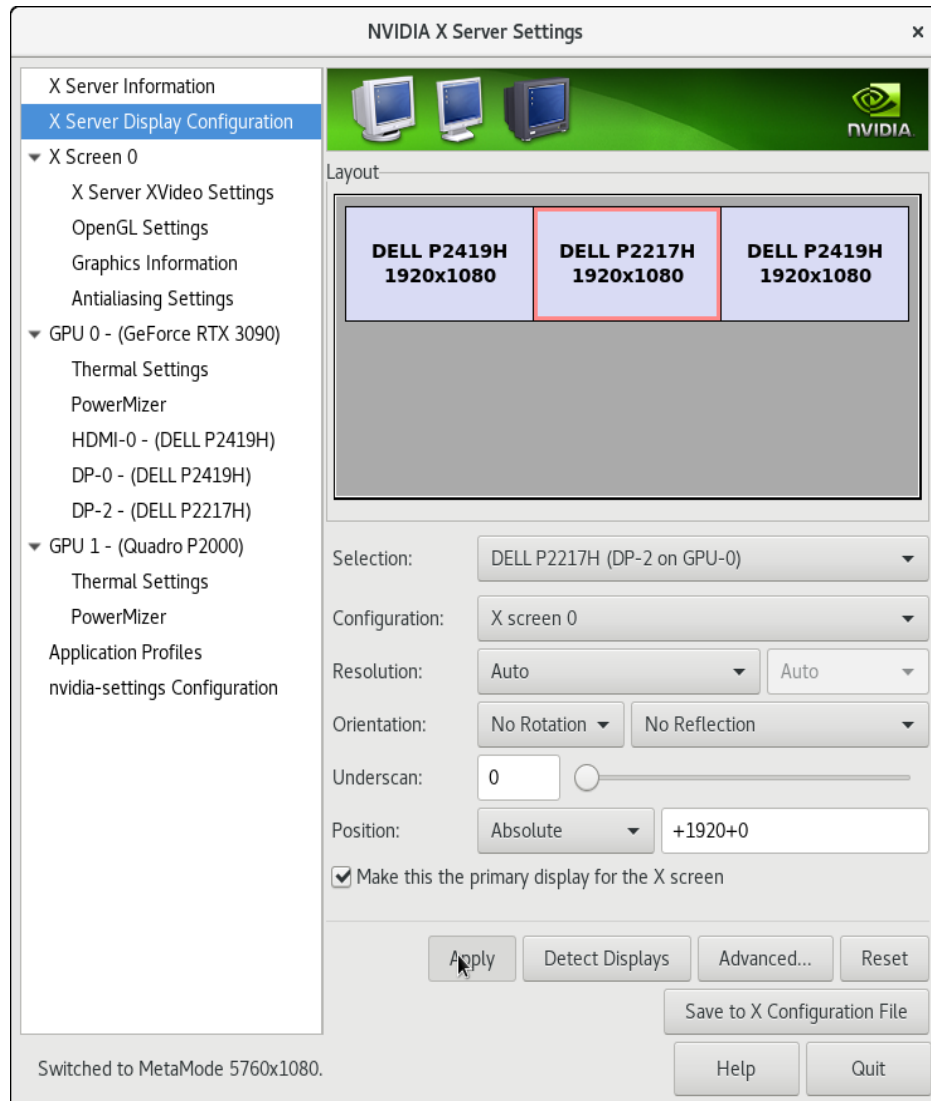 NVIDIA X Server Settings
X Server Information
X Server Display Configuration
X Screen 0
X Server XVideo Settings
OpenGL Settings
Graphics Information
Antialiasing Settings
GPU 0 - (GeForce RTX 3090)
Thermal Settings
PowerMizer
HDMI-0 - (DELL P2419H)
DP-0 - (DELL P2419H)
DP-2 - (DELL P2217H)
GPU 1 - (Quadro P2000)
Thermal Settings
PowerMizer
Application Profiles
nvidia-settings Configuration
NVIDIA.
Layout
DELL P2419H
1920x1080
DELL P2217H
1920x1080
DELL P2419H
1920x1080
Selection: DELL P2217H (DP-2 on GPU-0)
Configuration: X screen 0
Resolution: Auto Auto
Orientation: No Rotation No Reflection
Underscan: 0
Position: Absolute +1920+0
Make this the primary display for the X screen
Apply Detect Displays Advanced... Reset
Save to X Configuration File
Switched to MetaMode 5760x1080. Help Quit